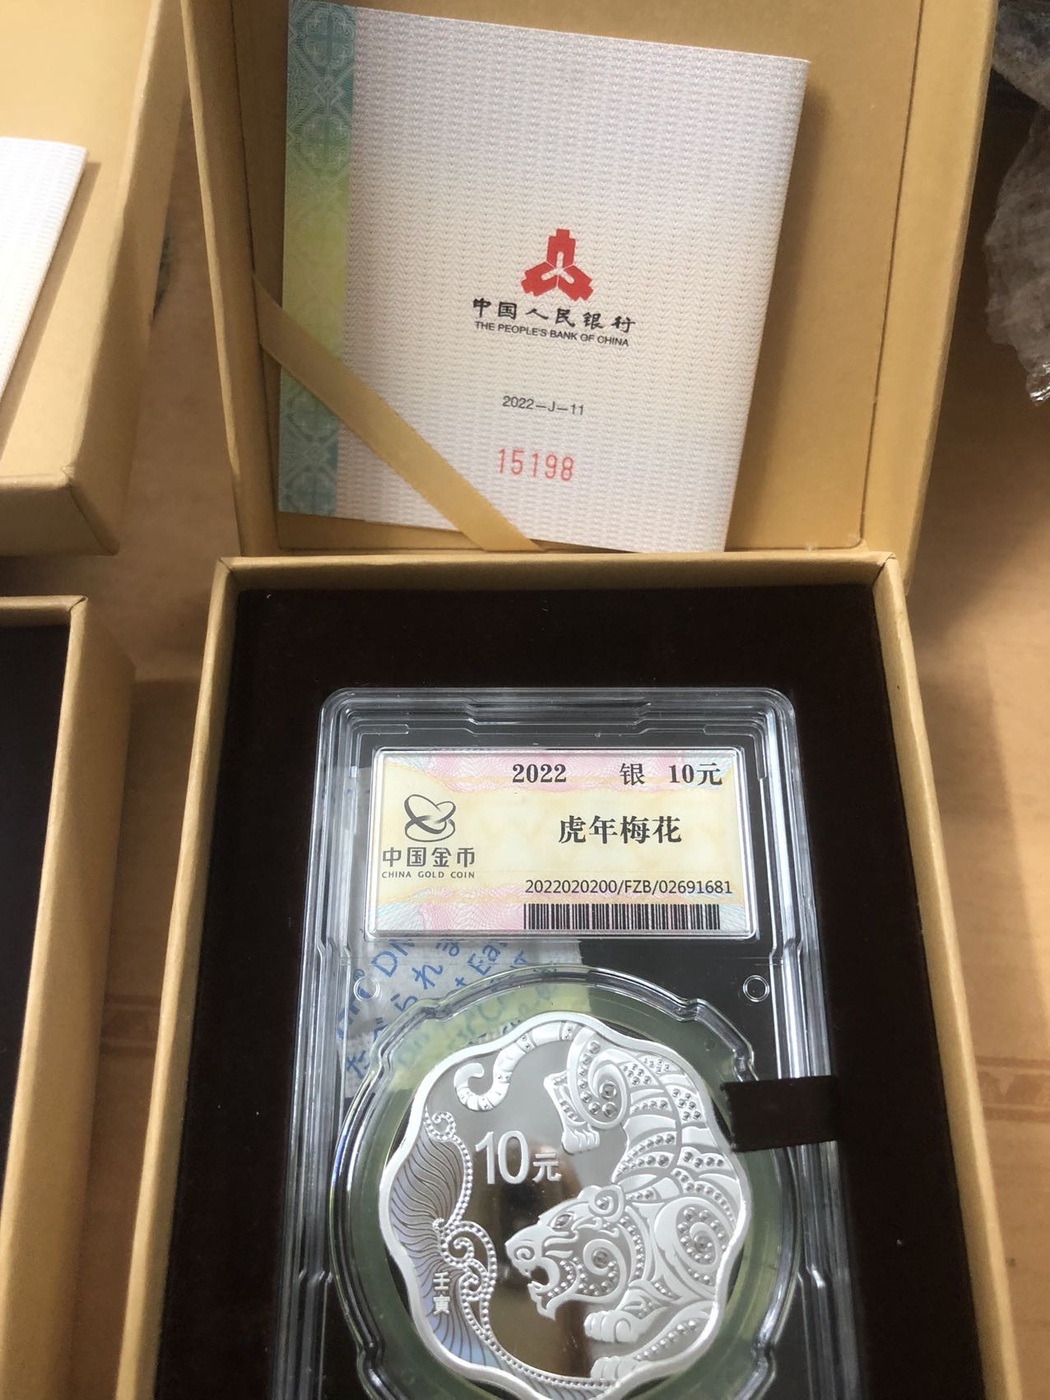 中国人民银行
THE PEOPLE'S BANK OF CHINA
2022-J-11
15198
2022 银 10元
虎年梅花
中国金币
CHINA GOLD COIN
2022020200/FZB/02691681
10元
壬寅